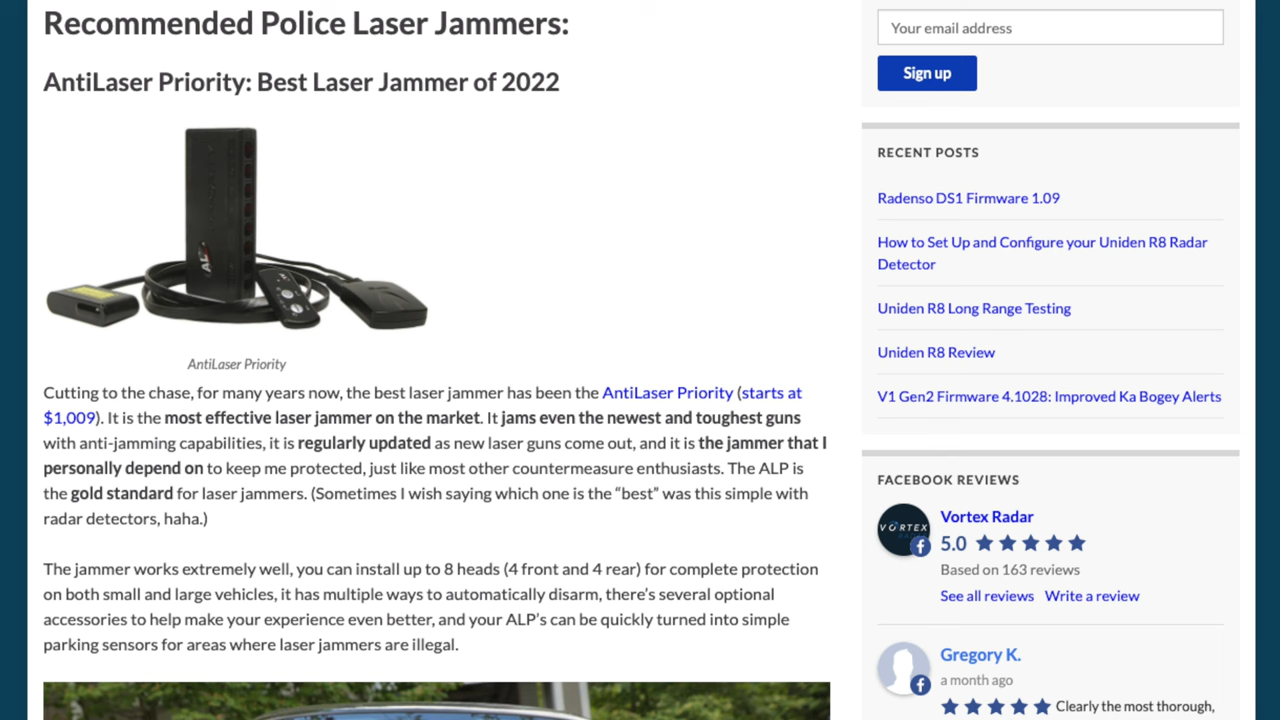 Recommended Police Laser Jammers:
AntiLaser Priority: Best Laser Jammer of 2022
AntiLaser Priority
Cutting to the chase, for many years now, the best laser jammer has been the AntiLaser Priority (starts at
$1,009). It is the most effective laser jammer on the market. It jams even the newest and toughest guns
with anti-jamming capabilities, it is regularly updated as new laser guns come out, and it is the jammer that I
personally depend on to keep me protected, just like most other countermeasure enthusiasts. The ALP is
the gold standard for laser jammers. (Sometimes I wish saying which one is the “best” was this simple with
radar detectors, haha.)
The jammer works extremely well, you can install up to 8 heads (4 front and 4 rear) for complete protection
on both small and large vehicles, it has multiple ways to automatically disarm, there’s several optional
accessories to help make your experience even better, and your ALP’s can be quickly turned into simple
parking sensors for areas where laser jammers are illegal.
Your email address
Sign up
RECENT POSTS
Radenso DS1 Firmware 1.09
How to Set Up and Configure your Uniden R8 Radar
Detector
Uniden R8 Long Range Testing
Uniden R8 Review
V1 Gen2 Firmware 4.1028: Improved Ka Bogey Alerts
FACEBOOK REVIEWS
VORTEX
Vortex Radar
5.0
Based on 163 reviews
See all reviews Write a review
Gregory K.
a month ago
Clearly the most thorough,